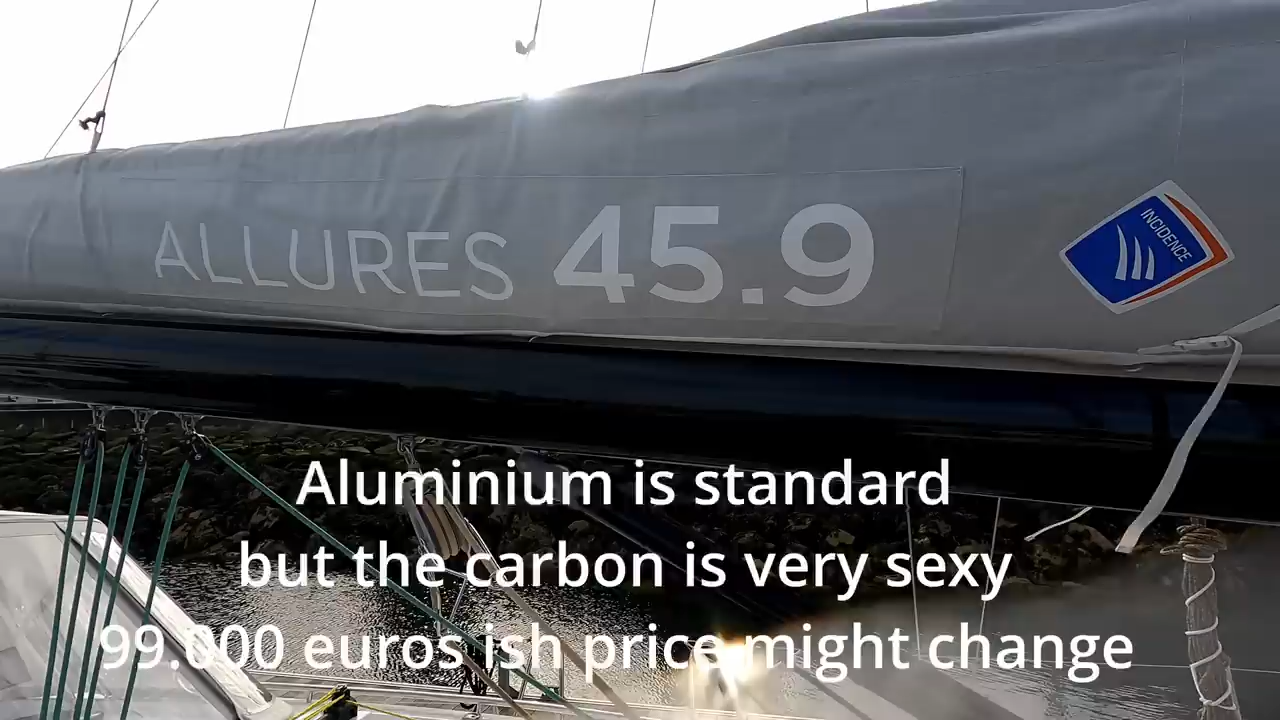 ALLURES 45.9
INCIDENCE
Aluminium is standard
but the carbon is very sexy
99.000 euros ish price might change